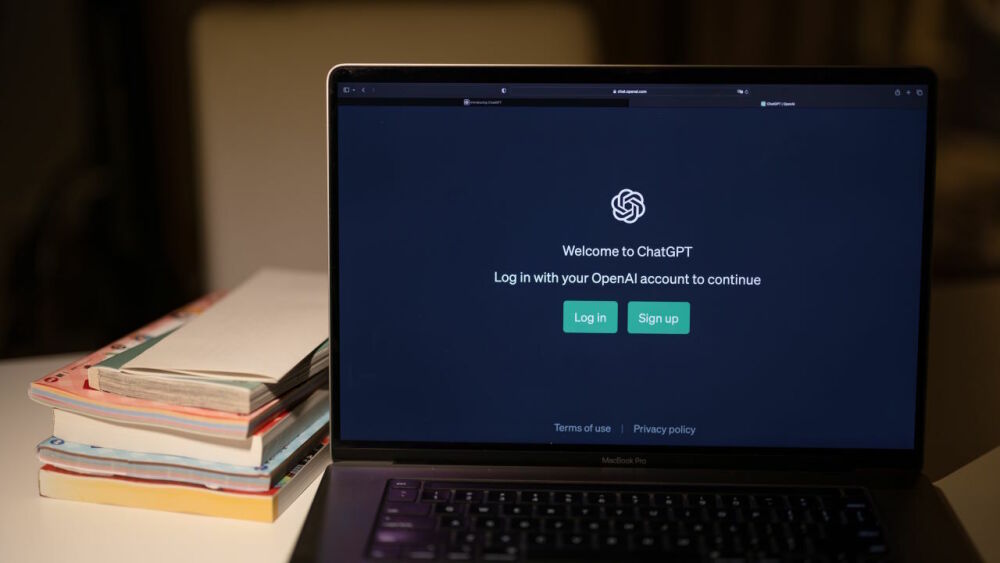 chat.openai.com
Introducing ChatGPT
ChatGPT | OpenAI
Welcome to ChatGPT
Log in with your OpenAI account to continue
Log in
Sign up
Terms of use | Privacy policy
MacBook Pro